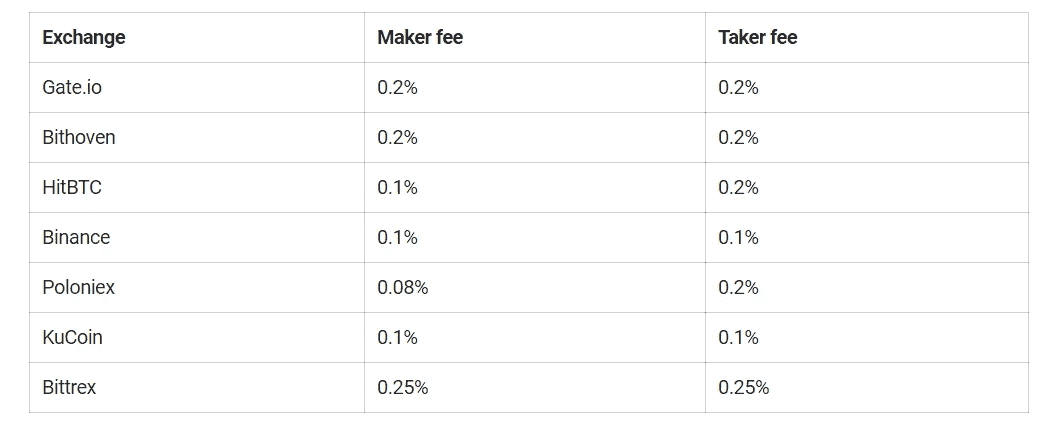 Exchange Maker fee Taker fee
Gate.io 0.2% 0.2%
Bithoven 0.2% 0.2%
HitBTC 0.1% 0.2%
Binance 0.1% 0.1%
Poloniex 0.08% 0.2%
KuCoin 0.1% 0.1%
Bittrex 0.25% 0.25%